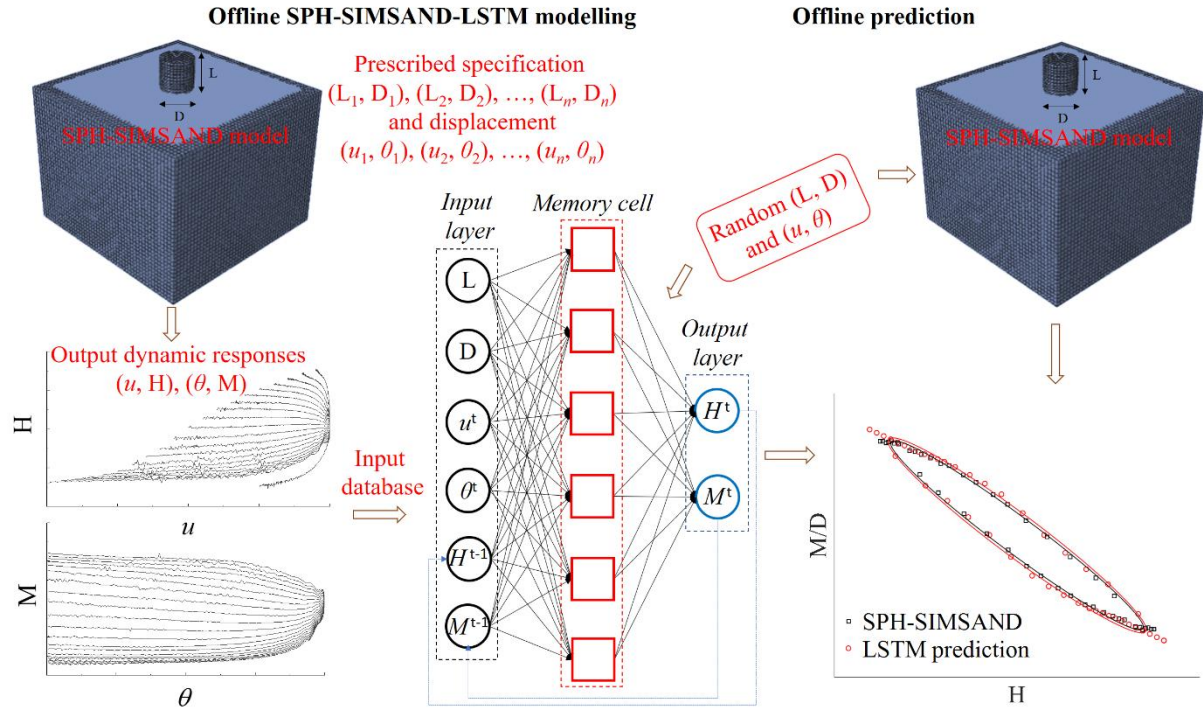 Offline SPH-SIMSAND-LSTM modelling
Offline prediction
L
D
SPH-SIMSAND model
Prescribed specification
(L₁, D₁), (L₂, D₂), …, (Lₙ, Dₙ)
and displacement
(u₁, θ₁), (u₂, θ₂), …, (uₙ, θₙ)
L
D
SPH-SIMSAND model
Random (L, D)
and (u, θ)
Input
layer
Memory cell
Output
layer
L
D
uᵗ
θᵗ
Hᵗ⁻¹
Mᵗ⁻¹
Hᵗ
Mᵗ
Output dynamic responses
(u, H), (θ, M)
H
u
M
θ
Input
database
M/D
SPH-SIMSAND
LSTM prediction
H